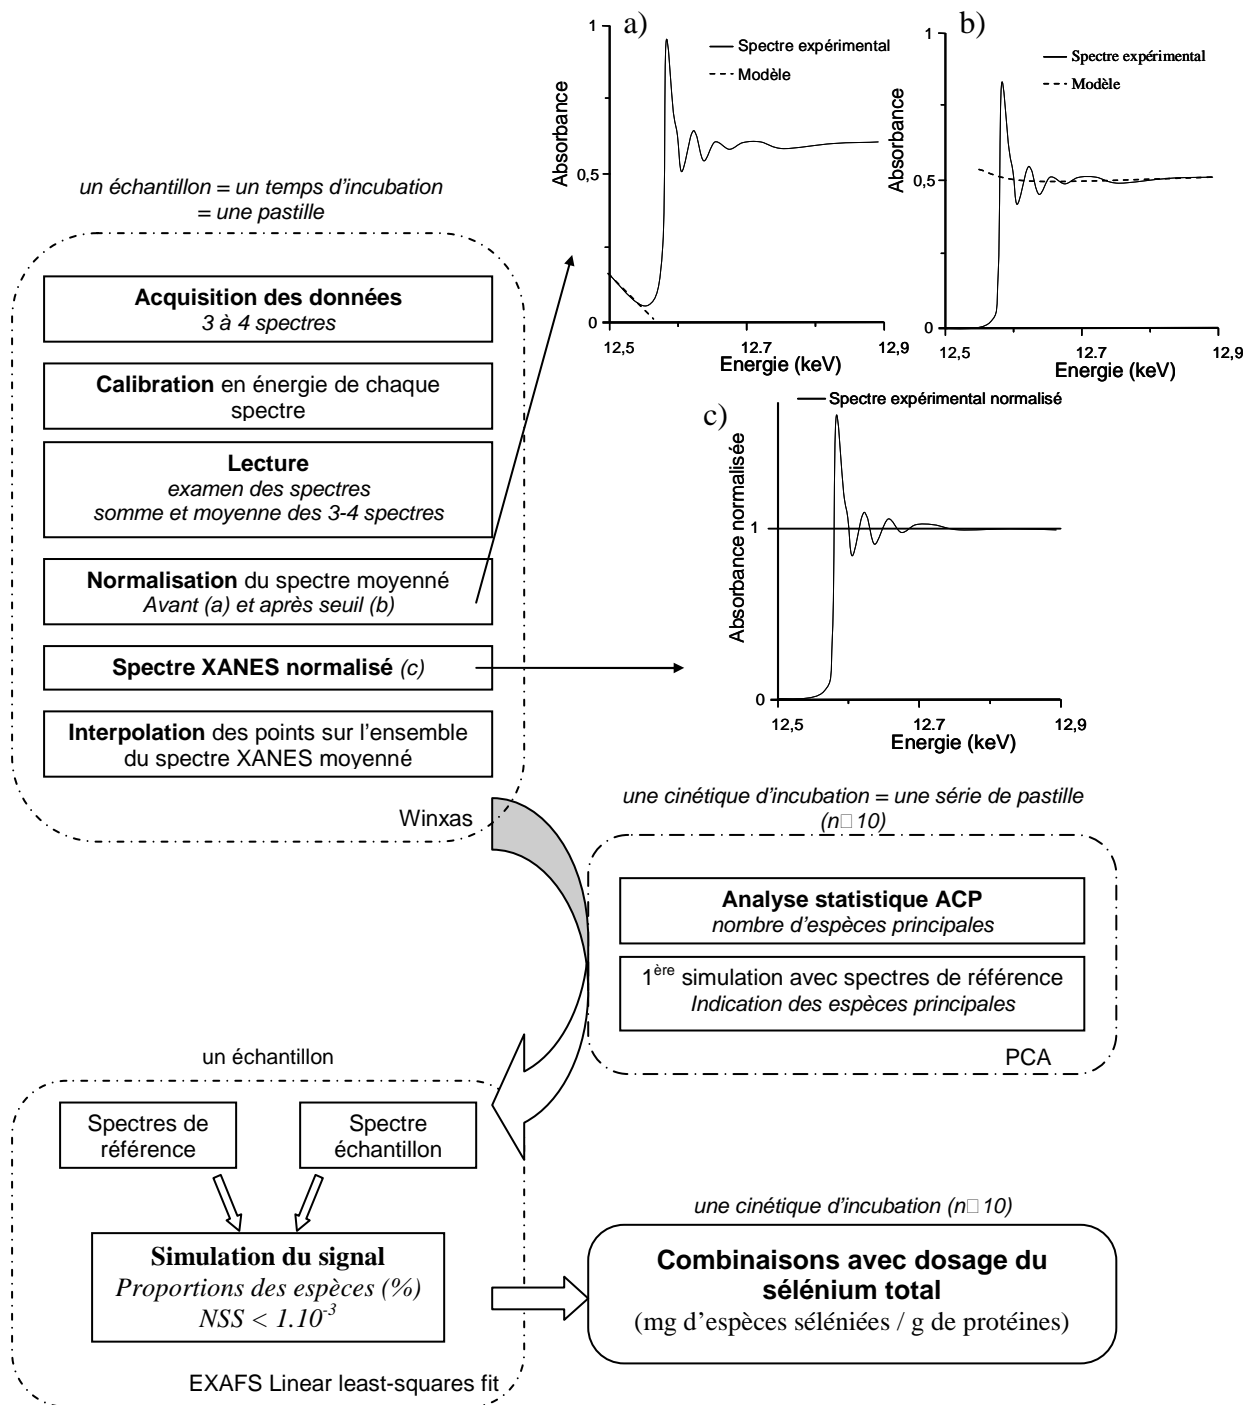 un échantillon = un temps d'incubation
= une pastille
Acquisition des données
3 à 4 spectres
Calibration en énergie de chaque
spectre
Lecture
examen des spectres
somme et moyenne des 3-4 spectres
Normalisation du spectre moyenné
Avant (a) et après seuil (b)
Spectre XANES normalisé (c)
Interpolation des points sur l'ensemble
du spectre XANES moyenné
Winxas
a)
1
0,5
0
Absorbance
Spectre expérimental
Modèle
12,5
12.7
12,9
Energie (keV)
b)
1
0,5
0
Absorbance
Spectre expérimental
Modèle
12,5
12.7
12,9
Energie (keV)
c)
Spectre expérimental normalisé
Absorbance normalisée
1
0
12,5
12.7
12,9
Energie (keV)
une cinétique d'incubation = une série de pastille
(n□ 10)
Analyse statistique ACP
nombre d'espèces principales
1ère simulation avec spectres de référence
Indication des espèces principales
PCA
un échantillon
Spectres de
référence
Spectre
échantillon
Simulation du signal
Proportions des espèces (%)
NSS < 1.10-3
EXAFS Linear least-squares fit
une cinétique d'incubation (n□ 10)
Combinaisons avec dosage du
sélénium total
(mg d'espèces séléniées / g de protéines)